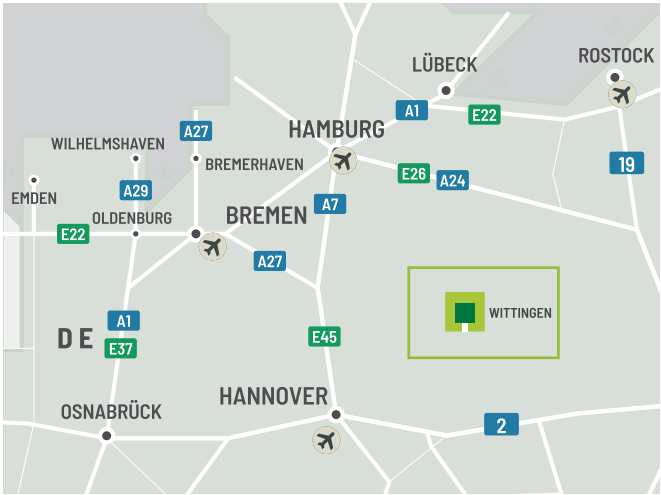 ROSTOCK
LÜBECK
A1
E22
HAMBURG
A27
WILHELMSHAVEN
BREMERHAVEN
19
E26
A24
A29
EMDEN
A7
OLDENBURG
BREMEN
E22
A27
WITTINGEN
A1
DE
E37
E45
HANNOVER
OSNABRÜCK
2